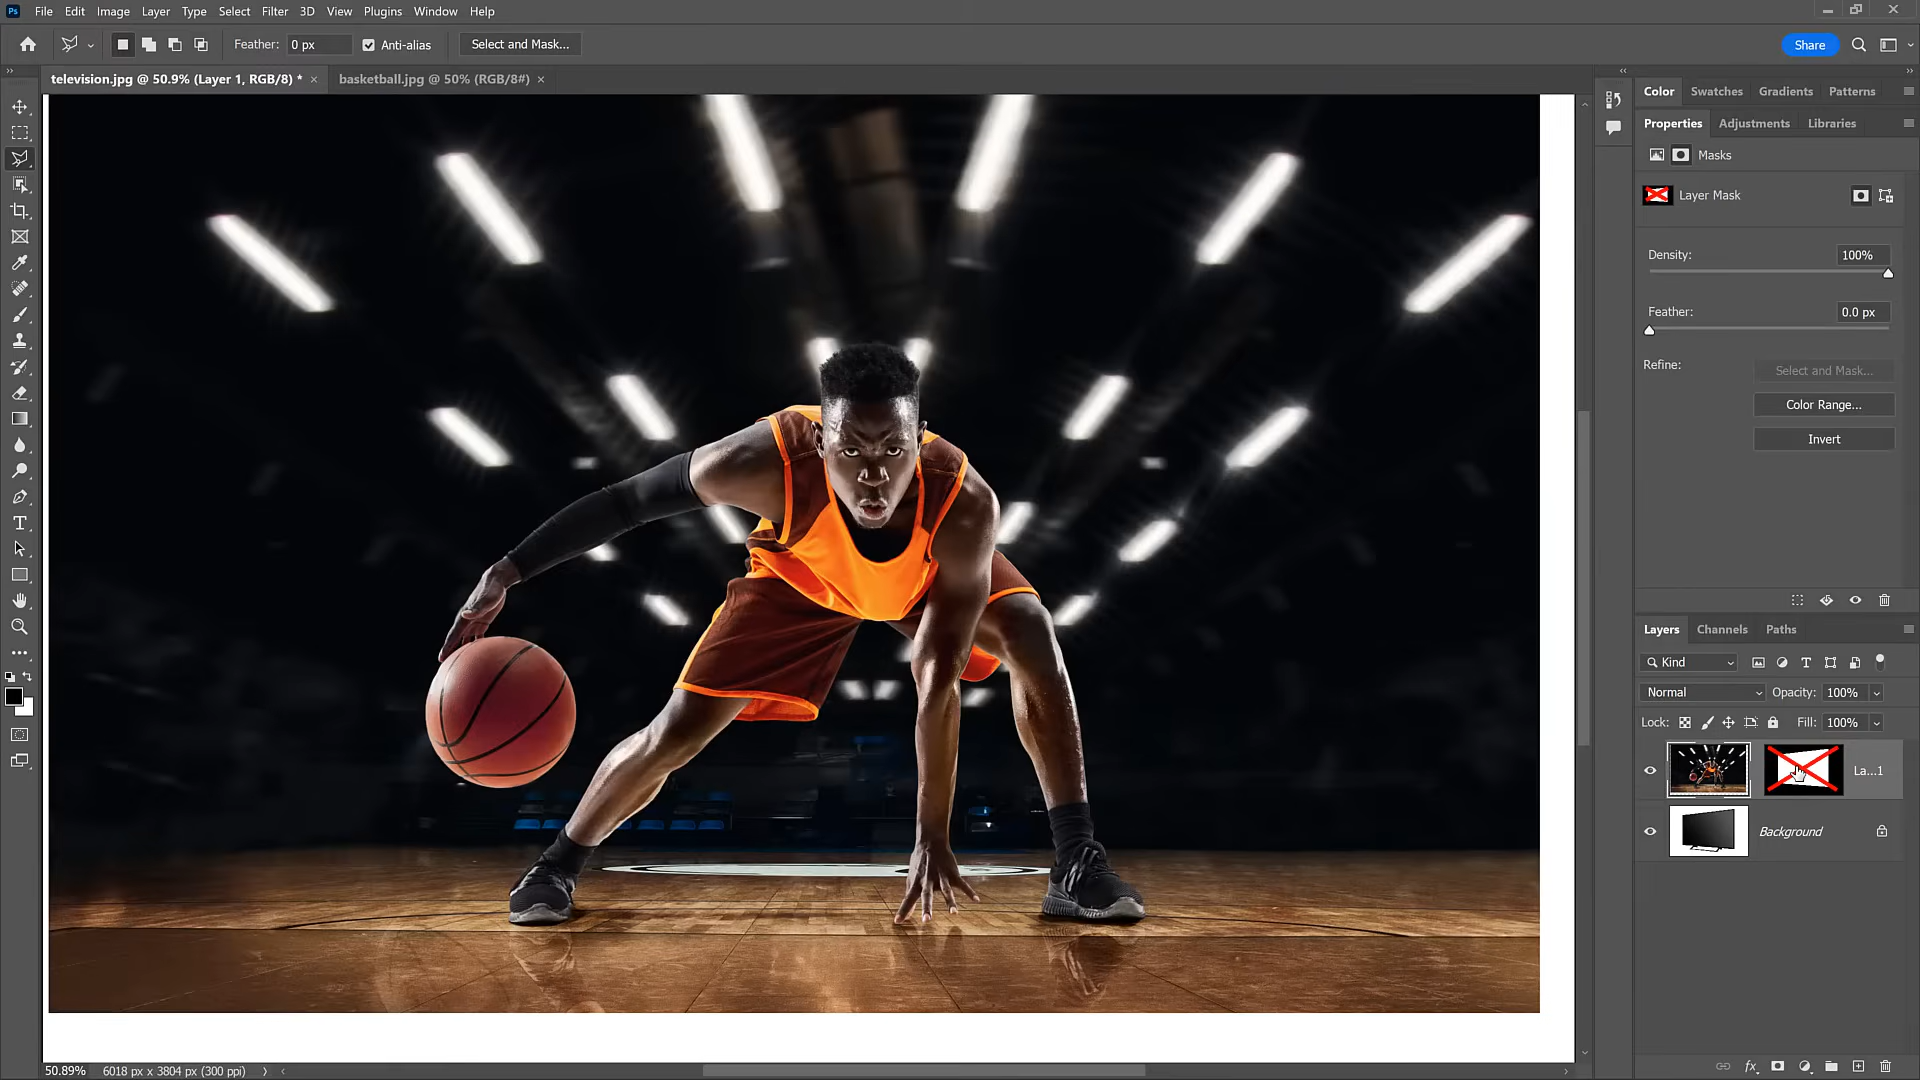 Ps File Edit Image Layer Type Select Filter 3D View Plugins Window Help
Feather: 0 px Anti-alias Select and Mask... Share
television.jpg @ 50.9% (Layer 1, RGB/8) * × basketball.jpg @ 50% (RGB/8#) ×
Color Swatches Gradients Patterns
Properties Adjustments Libraries
Masks
Layer Mask
Density: 100%
Feather: 0.0 px
Refine: Select and Mask...
Color Range...
Invert
Layers Channels Paths
Kind
Normal Opacity: 100%
Lock: Fill: 100%
La...1
Background
50.89% 6018 px x 3804 px (300 ppi)